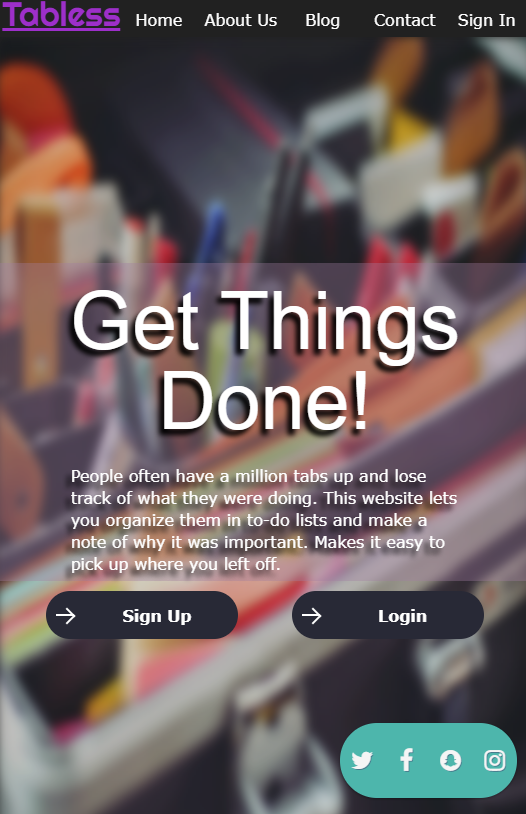 Tabless Home About Us Blog Contact Sign In
Get Things
Done!
People often have a million tabs up and lose
track of what they were doing. This website lets
you organize them in to-do lists and make a
note of why it was important. Makes it easy to
pick up where you left off.
Sign Up Login